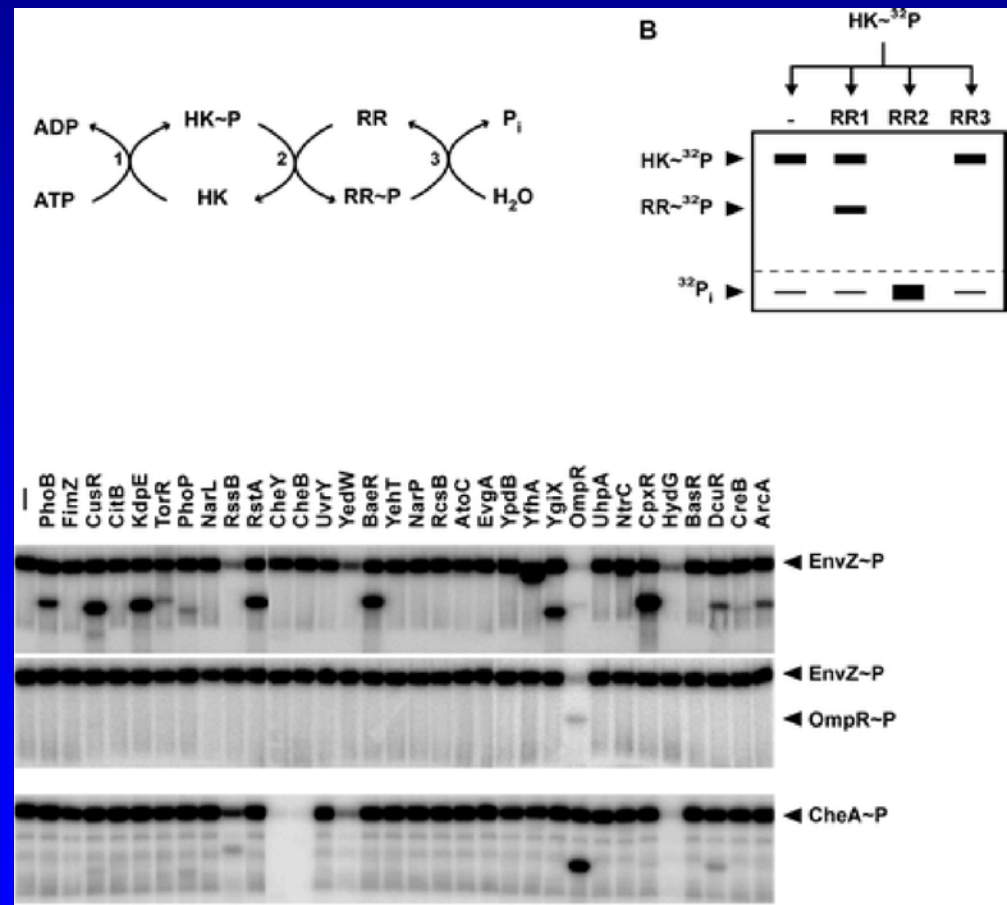 ADP HK~P RR Pi
1 2 3
ATP HK RR~P H2O
B
HK~32P
- RR1 RR2 RR3
HK~32P
RR~32P
32Pi
— PhoB FimZ CusR CitB KdpE TorR PhoP NarL RssB RstA CheY CheB UvrY YedW BaeR YehT NarP RcsB AtoC EvgA YpdB YfhA YgiX OmpR UhpA NtrC CpxR HydG BasR DcuR CreB ArcA
EnvZ~P
EnvZ~P
OmpR~P
CheA~P